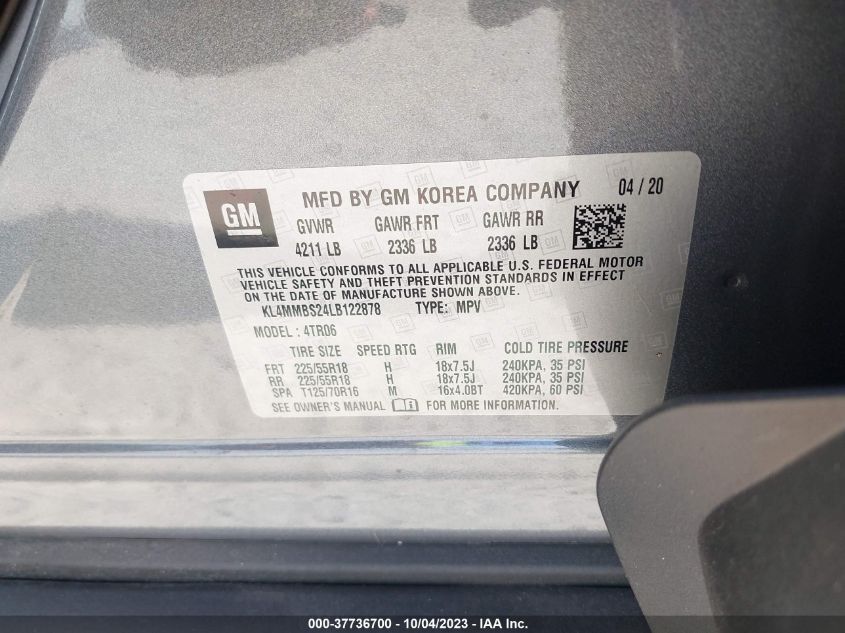 GM
MFD BY GM KOREA COMPANY 04 / 20
GVWR GAWR FRT GAWR RR
4211 LB 2336 LB 2336 LB
THIS VEHICLE CONFORMS TO ALL APPLICABLE U.S. FEDERAL MOTOR
VEHICLE SAFETY AND THEFT PREVENTION STANDARDS IN EFFECT
ON THE DATE OF MANUFACTURE SHOWN ABOVE.
KL4MMBS24LB122878 TYPE: MPV
MODEL: 4TR06
TIRE SIZE SPEED RTG RIM COLD TIRE PRESSURE
FRT 225/55R18 H 18x7.5J 240KPA, 35 PSI
RR 225/55R18 H 18x7.5J 240KPA, 35 PSI
SPA T125/70R16 M 16x4.0BT 420KPA, 60 PSI
SEE OWNER'S MANUAL FOR MORE INFORMATION.
000-37736700 - 10/04/2023 - IAA Inc.